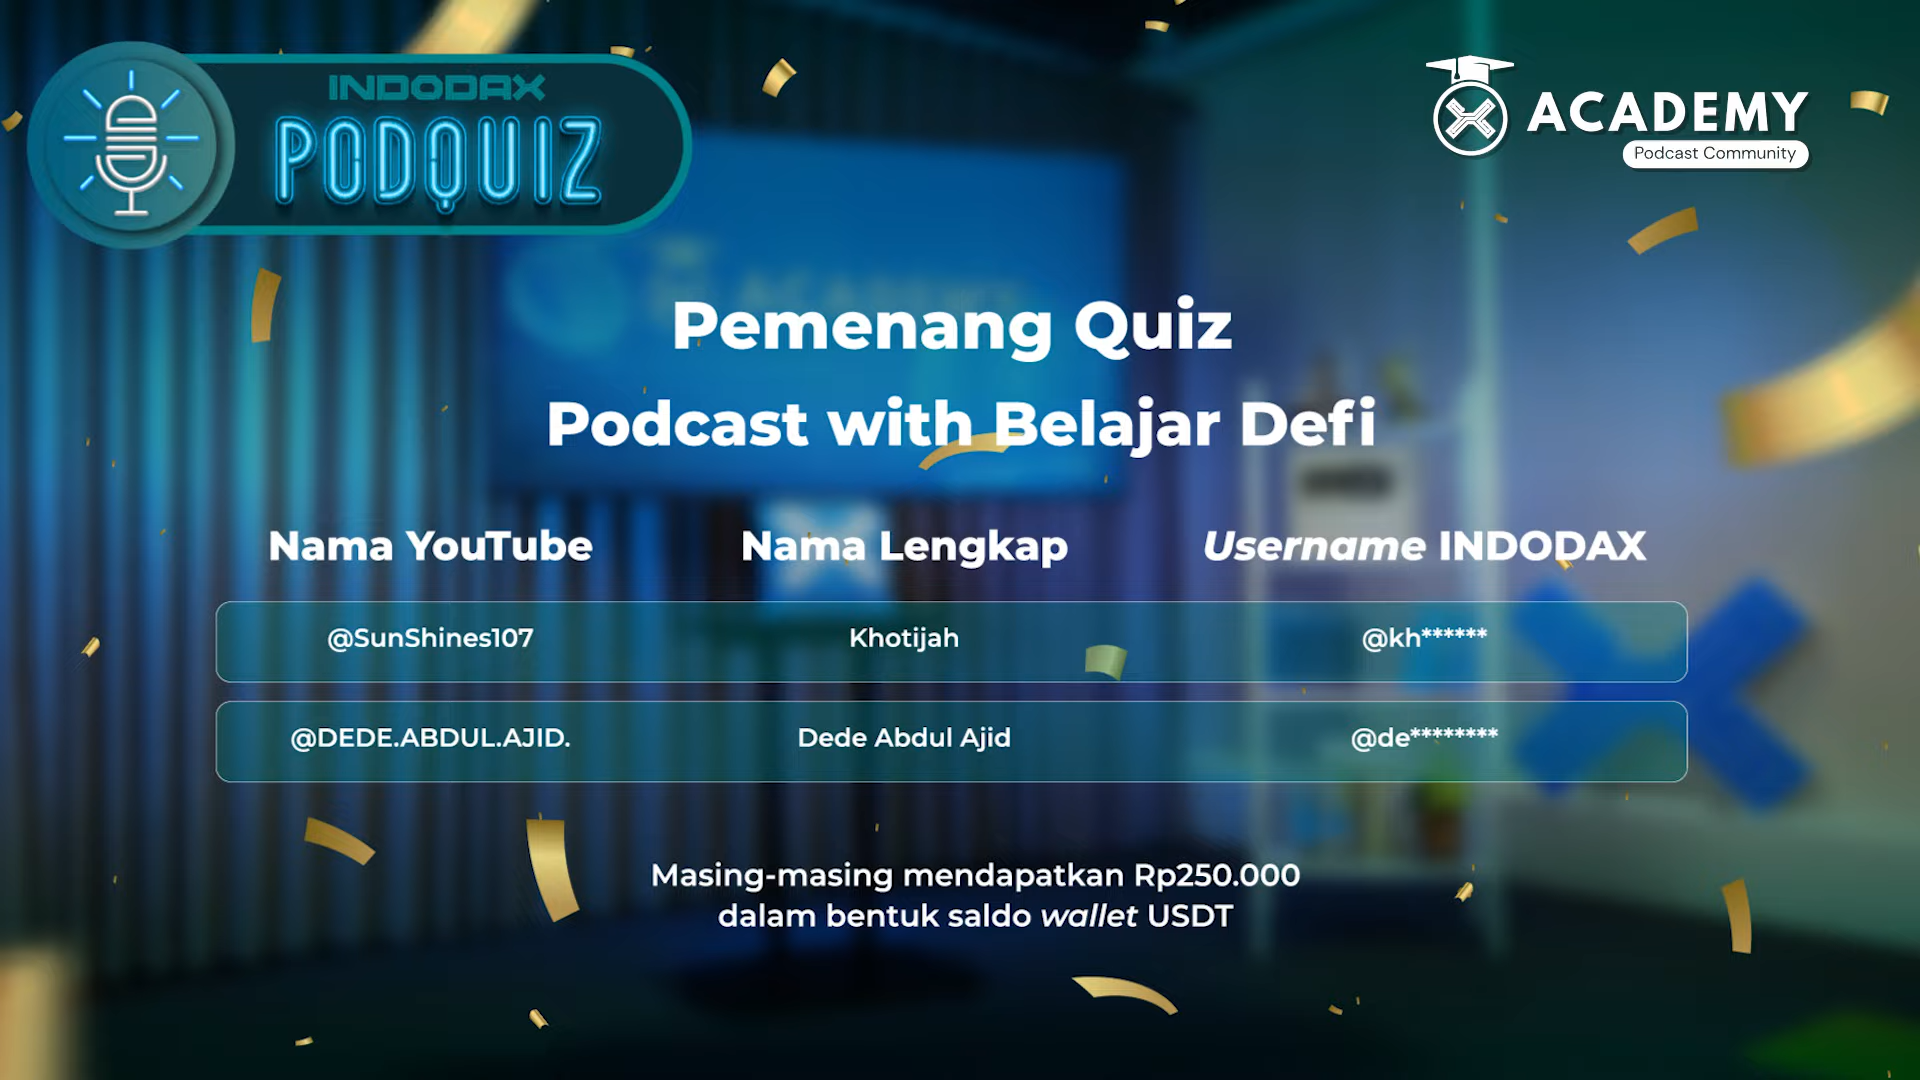 INDODAX
PODQUIZ
ACADEMY
Podcast Community
Pemenang Quiz
Podcast with Belajar Defi
Nama YouTube Nama Lengkap Username INDODAX
@SunShines107 Khotijah @kh******
@DEDE.ABDUL.AJID. Dede Abdul Ajid @de********
Masing-masing mendapatkan Rp250.000
dalam bentuk saldo wallet USDT